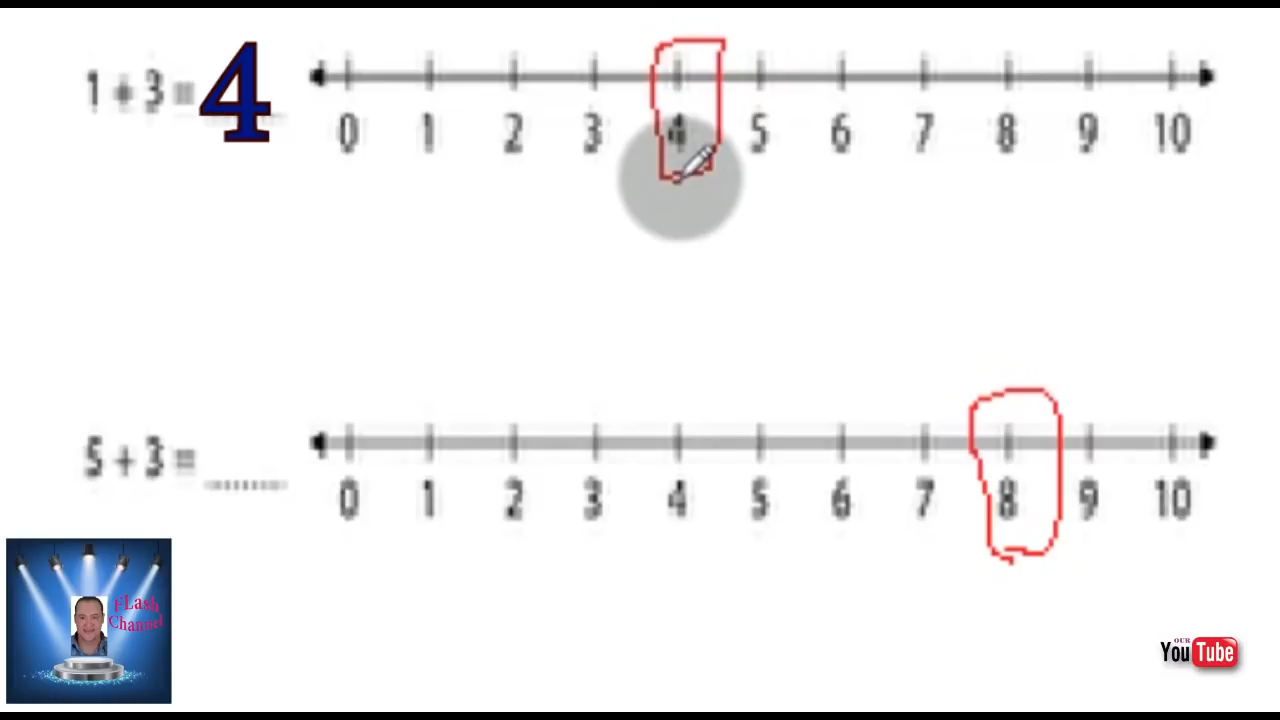 1 + 3 = 4
0 1 2 3 4 5 6 7 8 9 10
5 + 3 = ........
0 1 2 3 4 5 6 7 8 9 10
FLash
Channel
OUR
YouTube